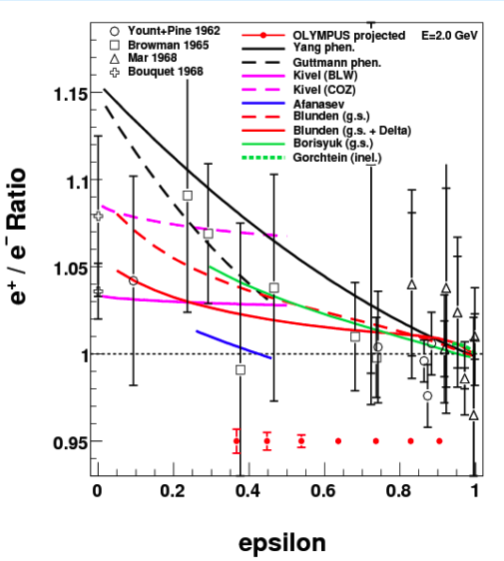 Yount+Pine 1962
Browman 1965
Mar 1968
Bouquet 1968
OLYMPUS projected
E=2.0 GeV
Yang phen.
Guttmann phen.
Kivel (BLW)
Kivel (COZ)
Afanasev
Blunden (g.s.)
Blunden (g.s. + Delta)
Borisyuk (g.s.)
Gorchtein (inel.)
e⁺ / e⁻ Ratio
1.15
1.1
1.05
1
0.95
0 0.2 0.4 0.6 0.8 1
epsilon